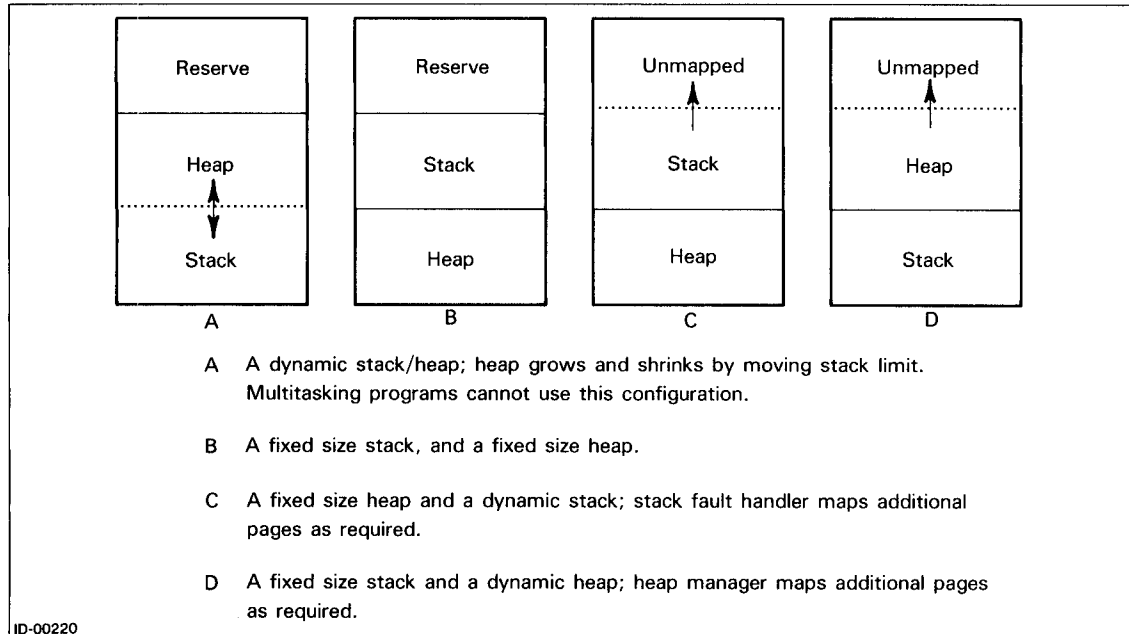 Reserve
Heap
Stack
A
Reserve
Stack
Heap
B
Unmapped
Stack
Heap
C
Unmapped
Heap
Stack
D
A A dynamic stack/heap; heap grows and shrinks by moving stack limit.
Multitasking programs cannot use this configuration.
B A fixed size stack, and a fixed size heap.
C A fixed size heap and a dynamic stack; stack fault handler maps additional
pages as required.
D A fixed size stack and a dynamic heap; heap manager maps additional pages
as required.
ID-00220